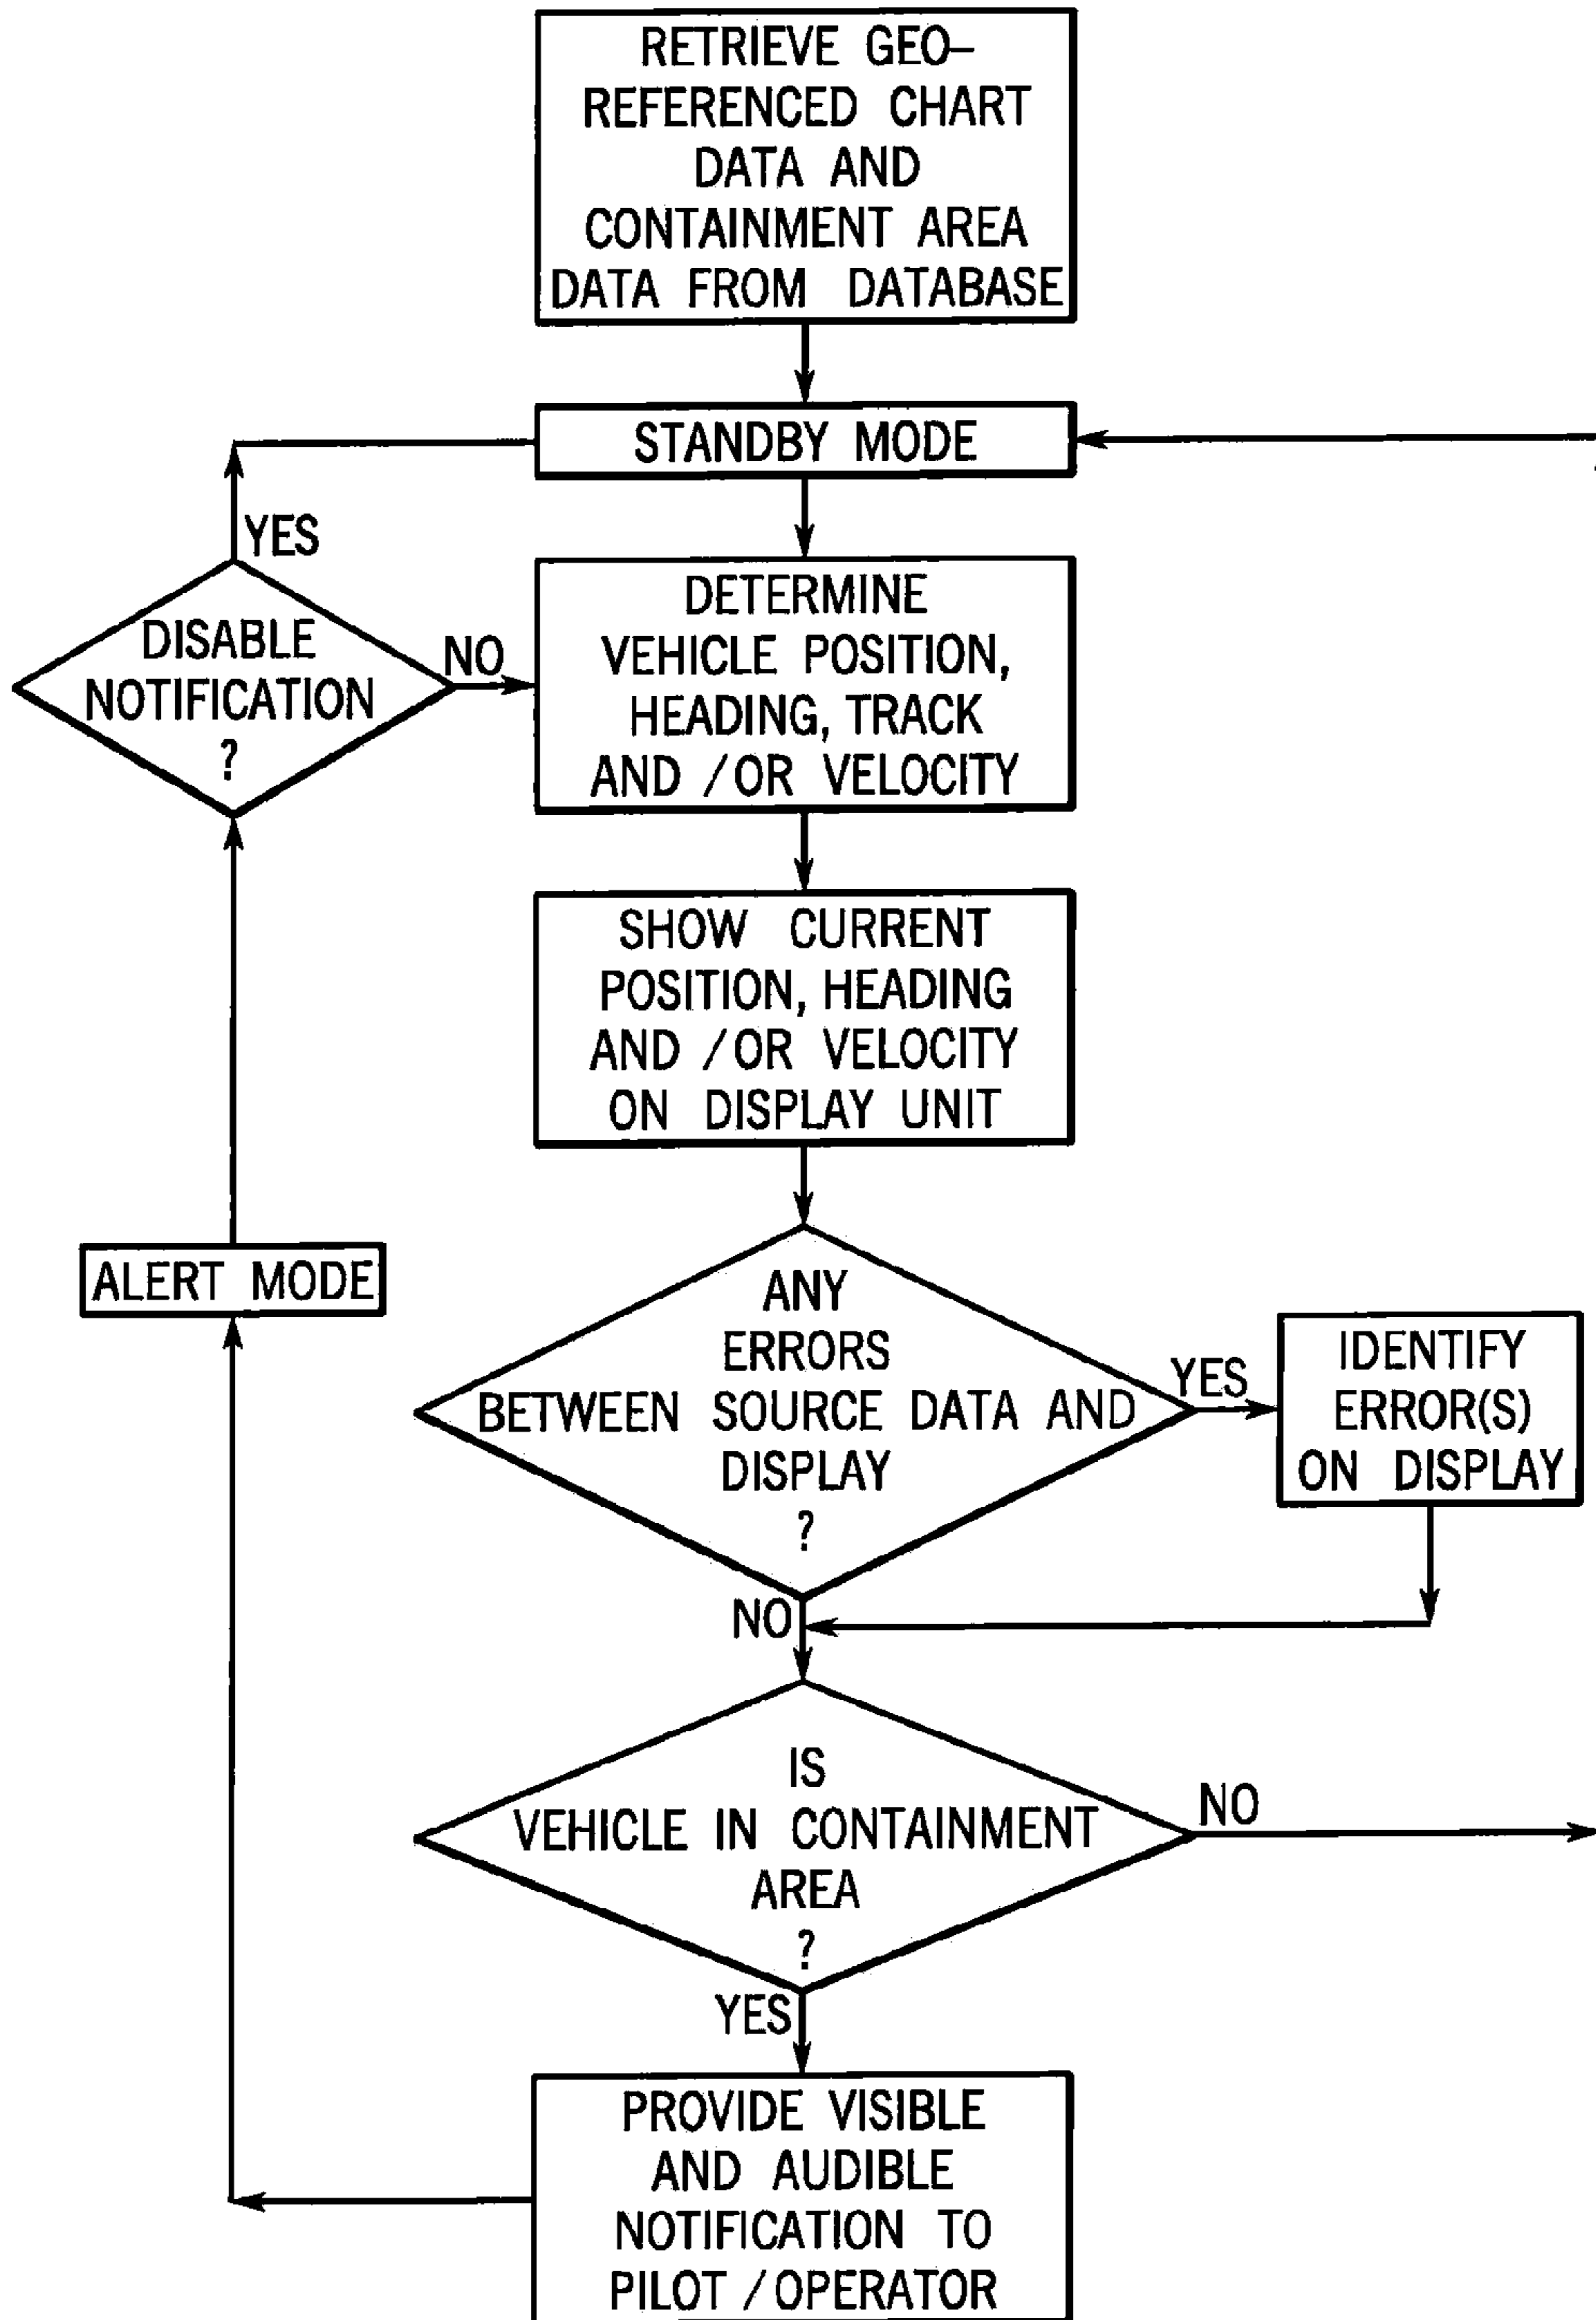 RETRIEVE GEO–
REFERENCED CHART
DATA AND
CONTAINMENT AREA
DATA FROM DATABASE
STANDBY MODE
YES
DISABLE
NOTIFICATION
?
NO
DETERMINE
VEHICLE POSITION,
HEADING, TRACK
AND /OR VELOCITY
SHOW CURRENT
POSITION, HEADING
AND /OR VELOCITY
ON DISPLAY UNIT
ALERT MODE
ANY
ERRORS
BETWEEN SOURCE DATA AND
DISPLAY
?
YES
IDENTIFY
ERROR(S)
ON DISPLAY
NO
IS
VEHICLE IN CONTAINMENT
AREA
?
NO
YES
PROVIDE VISIBLE
AND AUDIBLE
NOTIFICATION TO
PILOT /OPERATOR